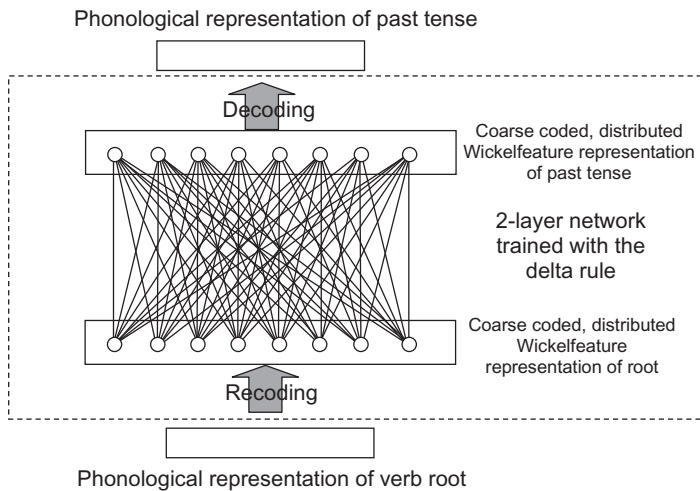 Phonological representation of past tense
Decoding
Coarse coded, distributed
Wickelfeature representation
of past tense
2-layer network
trained with the
delta rule
Coarse coded, distributed
Wickelfeature
representation of root
Recoding
Phonological representation of verb root